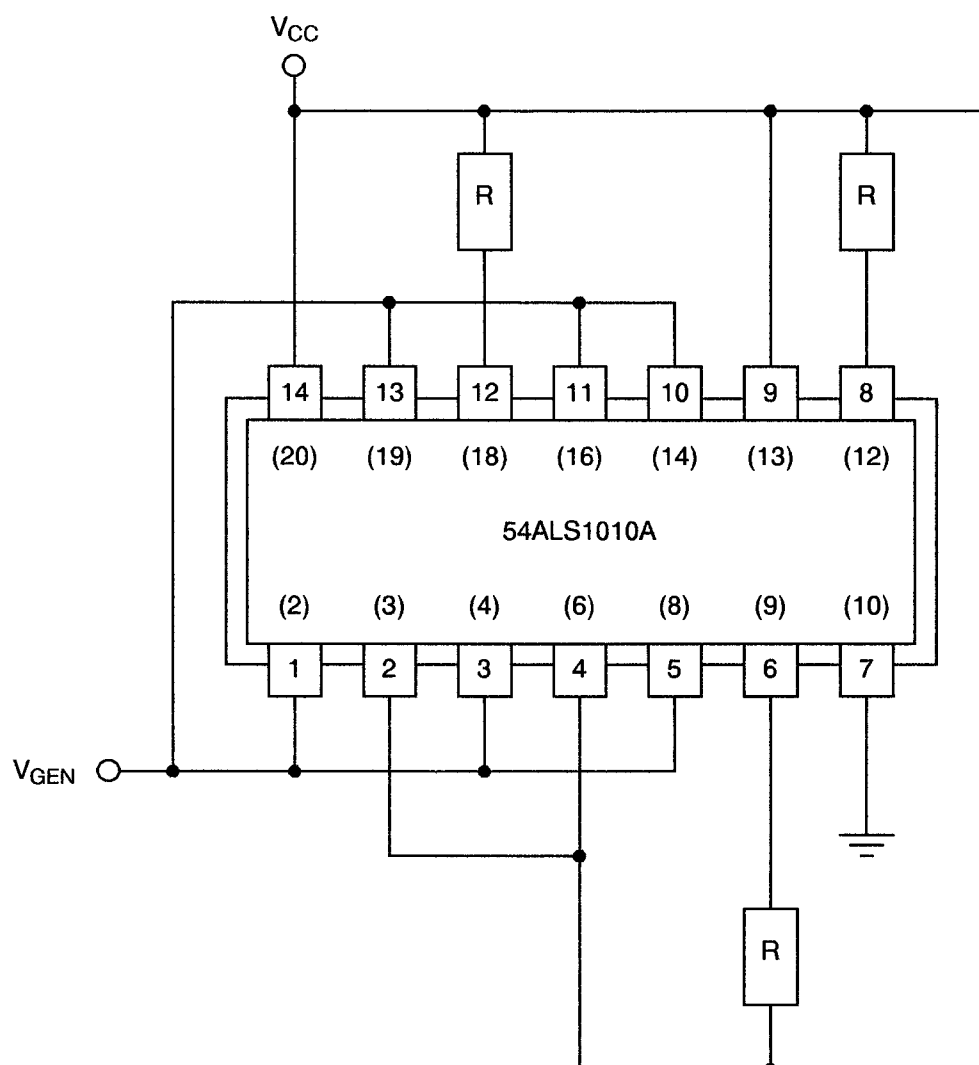 VCC
R R
14 13 12 11 10 9 8
(20) (19) (18) (16) (14) (13) (12)
54ALS1010A
(2) (3) (4) (6) (8) (9) (10)
1 2 3 4 5 6 7
VGEN
R